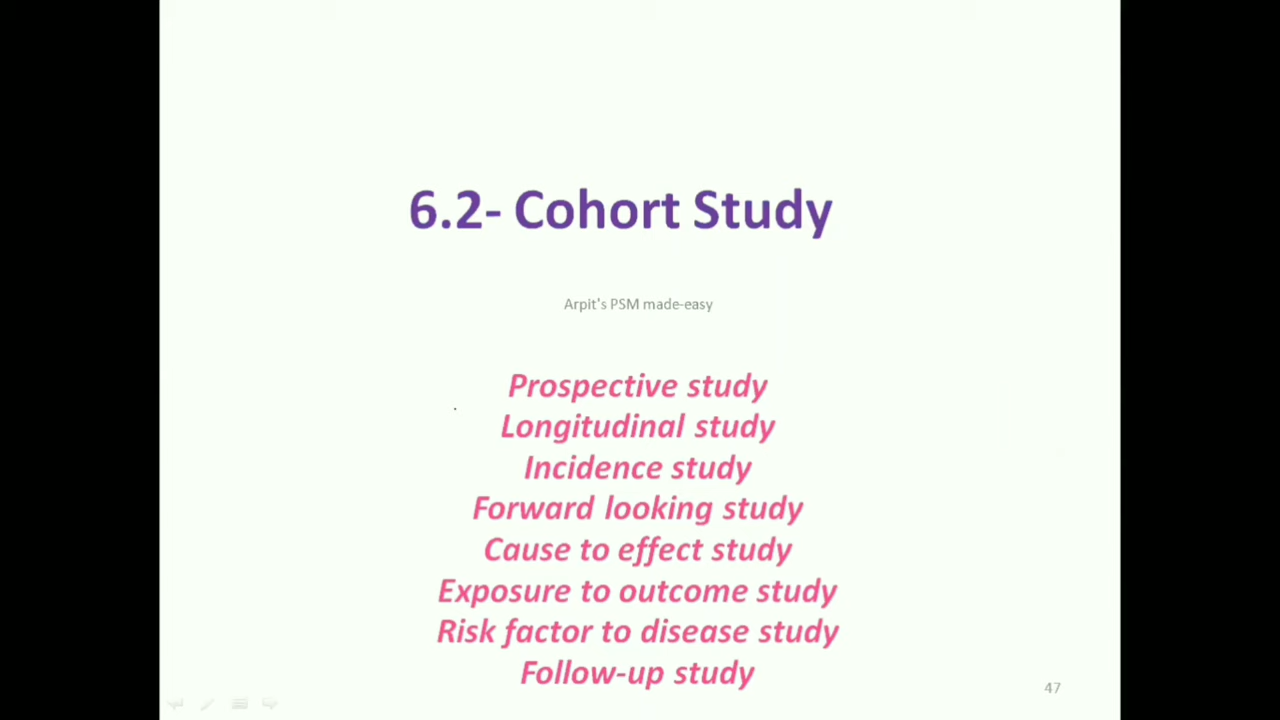 6.2- Cohort Study
Arpit's PSM made-easy
Prospective study
Longitudinal study
Incidence study
Forward looking study
Cause to effect study
Exposure to outcome study
Risk factor to disease study
Follow-up study
47